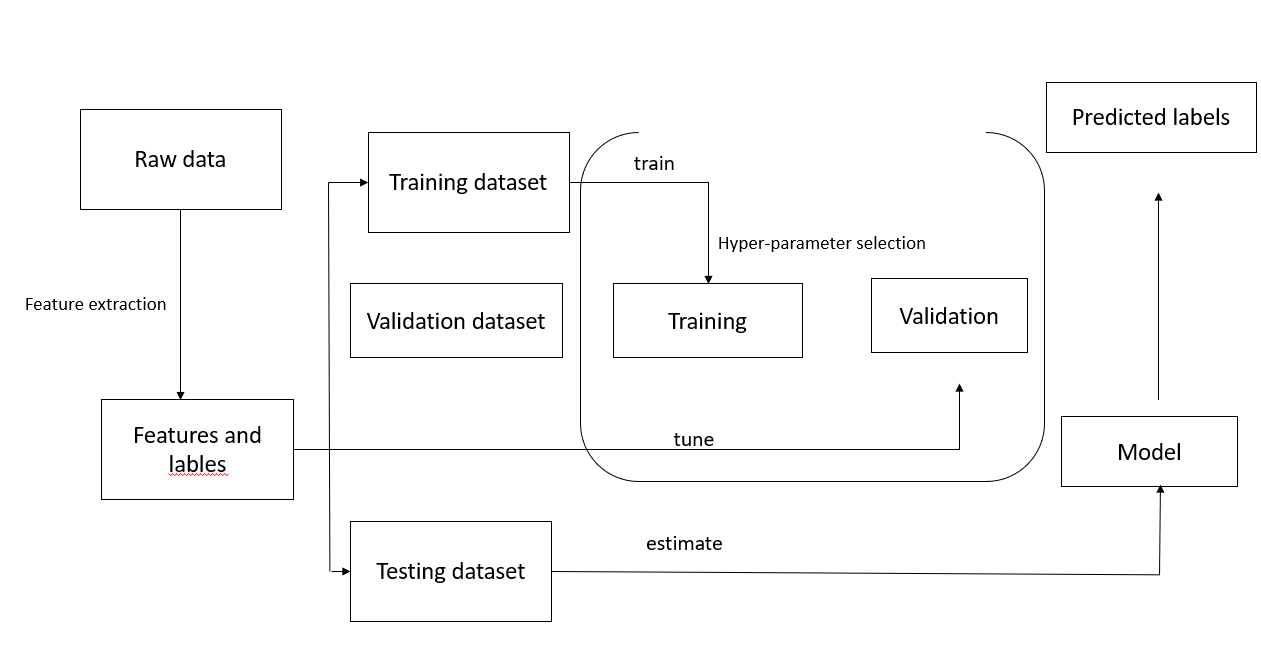 Predicted labels
Raw data
train
Training dataset
Hyper-parameter selection
Feature extraction
Validation dataset
Training
Validation
Features and
lables
tune
Model
estimate
Testing dataset